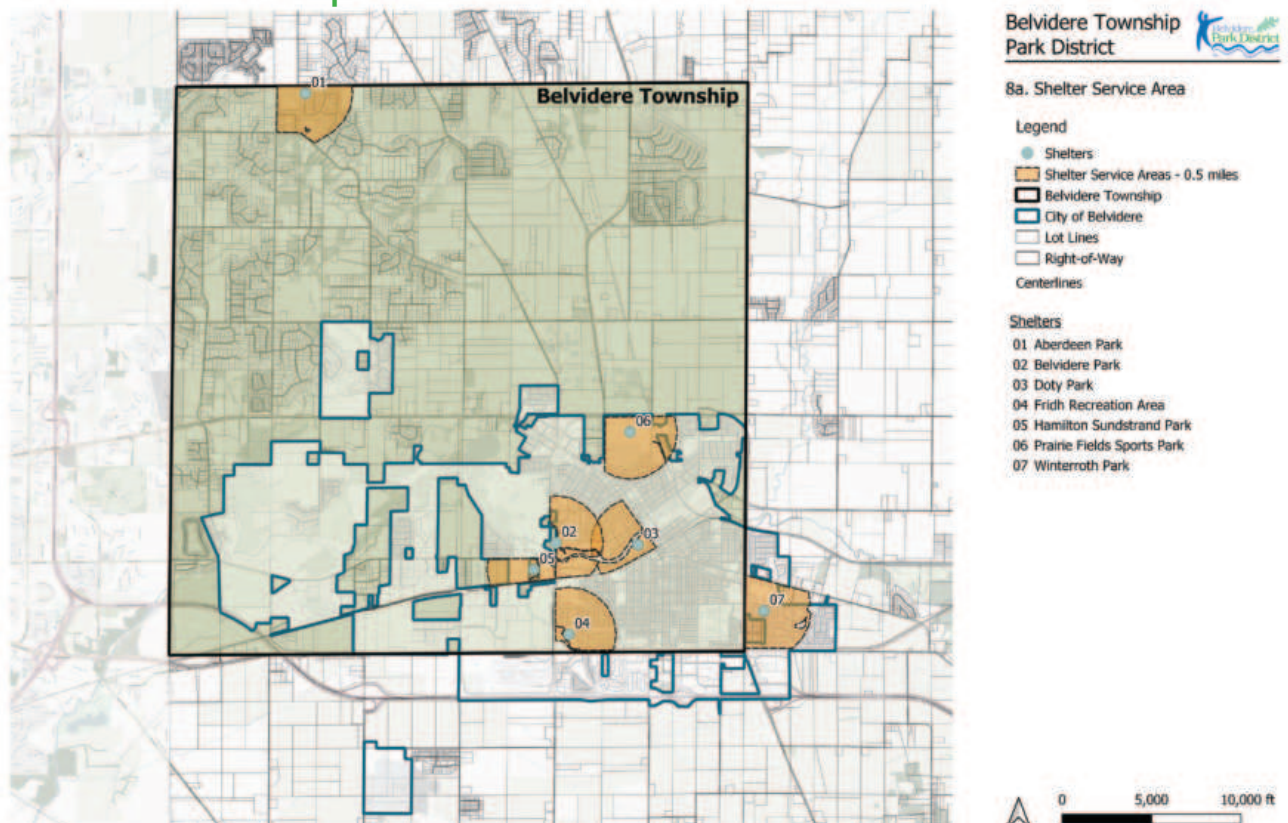 Belvidere Township
Park District
Belvidere
Park District
8a. Shelter Service Area
Legend
Shelters
Shelter Service Areas - 0.5 miles
Belvidere Township
City of Belvidere
Lot Lines
Right-of-Way
Centerlines
Shelters
01 Aberdeen Park
02 Belvidere Park
03 Doty Park
04 Fridh Recreation Area
05 Hamilton Sundstrand Park
06 Prairie Fields Sports Park
07 Winterroth Park
01
Belvidere Township
06
02
03
05
07
04
0 5,000 10,000 ft